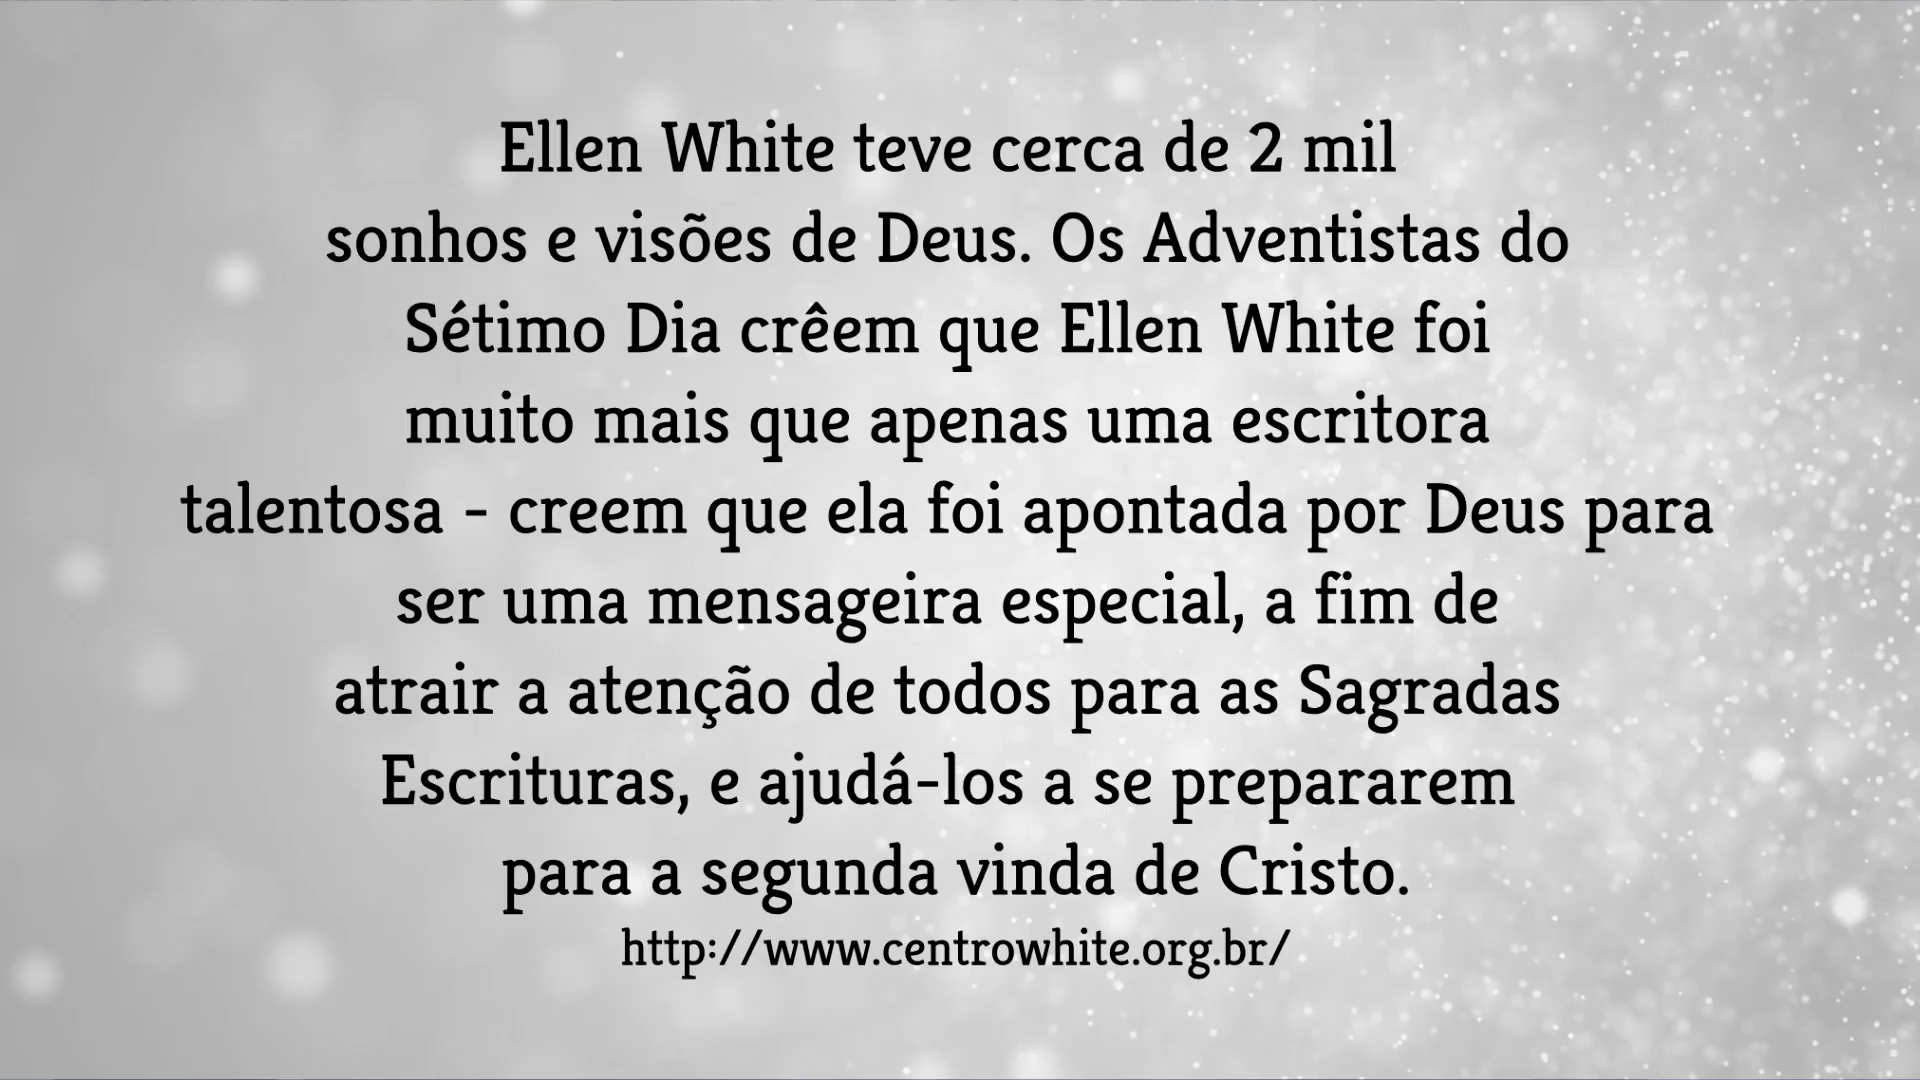 Ellen White teve cerca de 2 mil
sonhos e visões de Deus. Os Adventistas do
Sétimo Dia crêem que Ellen White foi
muito mais que apenas uma escritora
talentosa - creem que ela foi apontada por Deus para
ser uma mensageira especial, a fim de
atrair a atenção de todos para as Sagradas
Escrituras, e ajudá-los a se prepararem
para a segunda vinda de Cristo.
http://www.centrowhite.org.br/